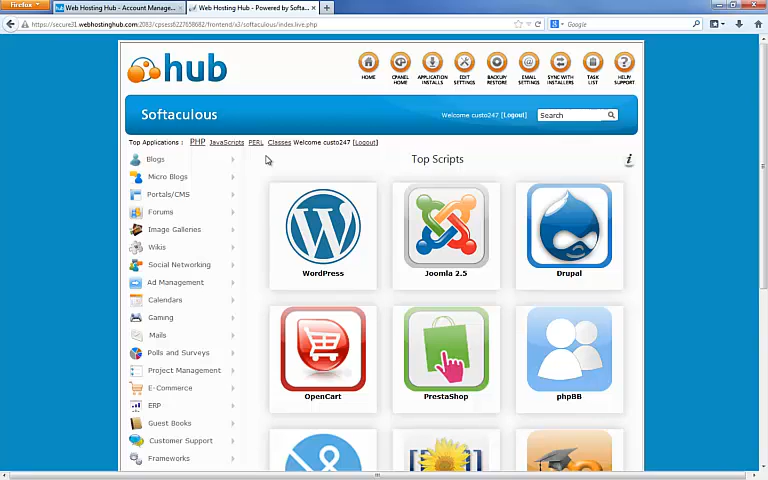 Firefox
Web Hosting Hub - Account Manage...
Web Hosting Hub - Powered by Softa...
https://secure31.webhostinghub.com:2083/cpsess6227658682/frontend/x3/softaculous/index.live.php
Google
hub
HOME
CPANEL HOME
APPLICATION INSTALLS
EDIT SETTINGS
BACKUP/ RESTORE
EMAIL SETTINGS
SYNC WITH INSTALLERS
TASK LIST
HELP/ SUPPORT
Softaculous
Welcome custo247 [Logout]
Search
Top Applications : PHP JavaScripts PERL Classes Welcome custo247 [Logout]
Blogs
Micro Blogs
Portals/CMS
Forums
Image Galleries
Wikis
Social Networking
Ad Management
Calendars
Gaming
Mails
Polls and Surveys
Project Management
E-Commerce
ERP
Guest Books
Customer Support
Frameworks
Top Scripts
WordPress
Joomla 2.5
Drupal
OpenCart
PrestaShop
phpBB